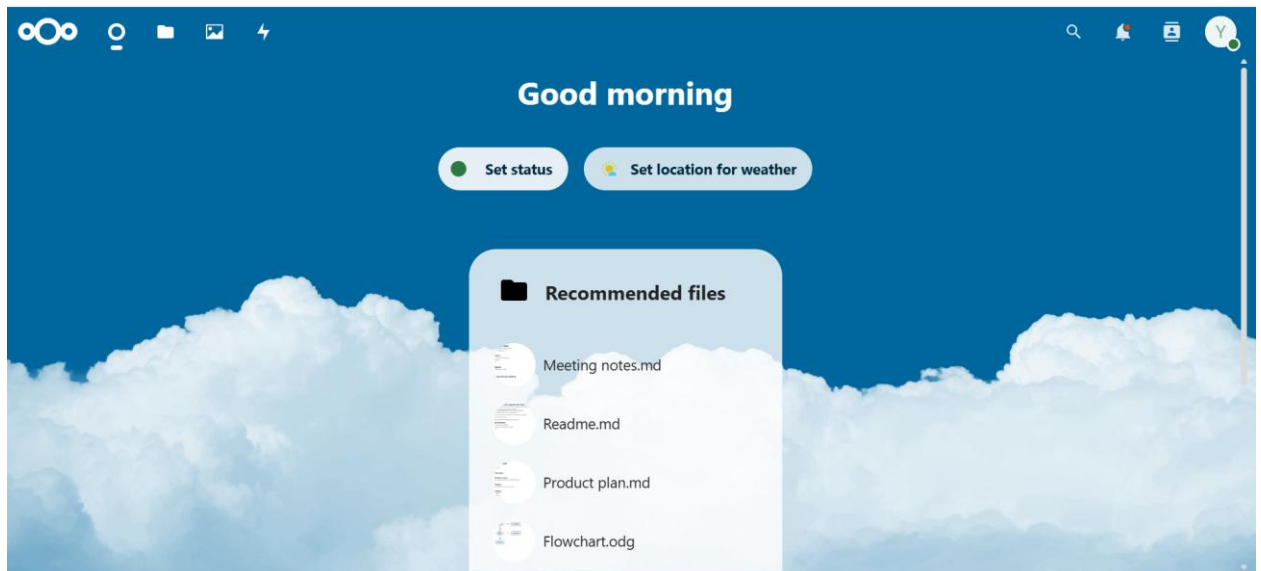 Y
Good morning
Set status
Set location for weather
Recommended files
Meeting notes.md
Readme.md
Product plan.md
Flowchart.odg